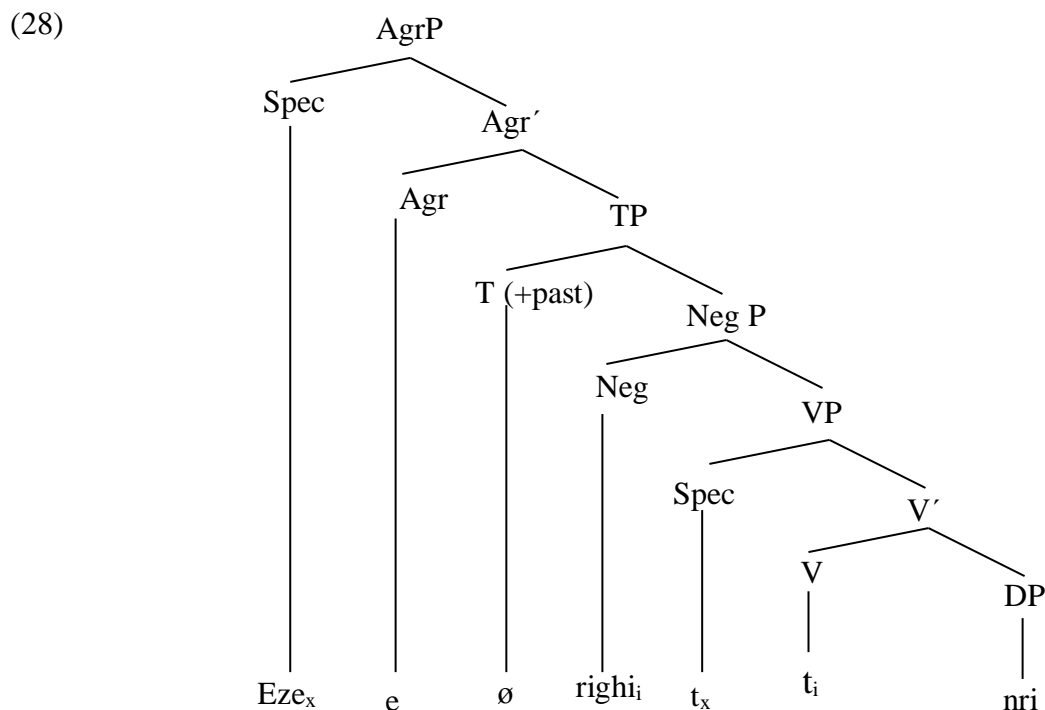 (28)
AgrP
Spec
Agr´
Agr
TP
T (+past)
Neg P
Neg
VP
Spec
V´
V
DP
Ezeₓ e ø righiᵢ tₓ tᵢ nri